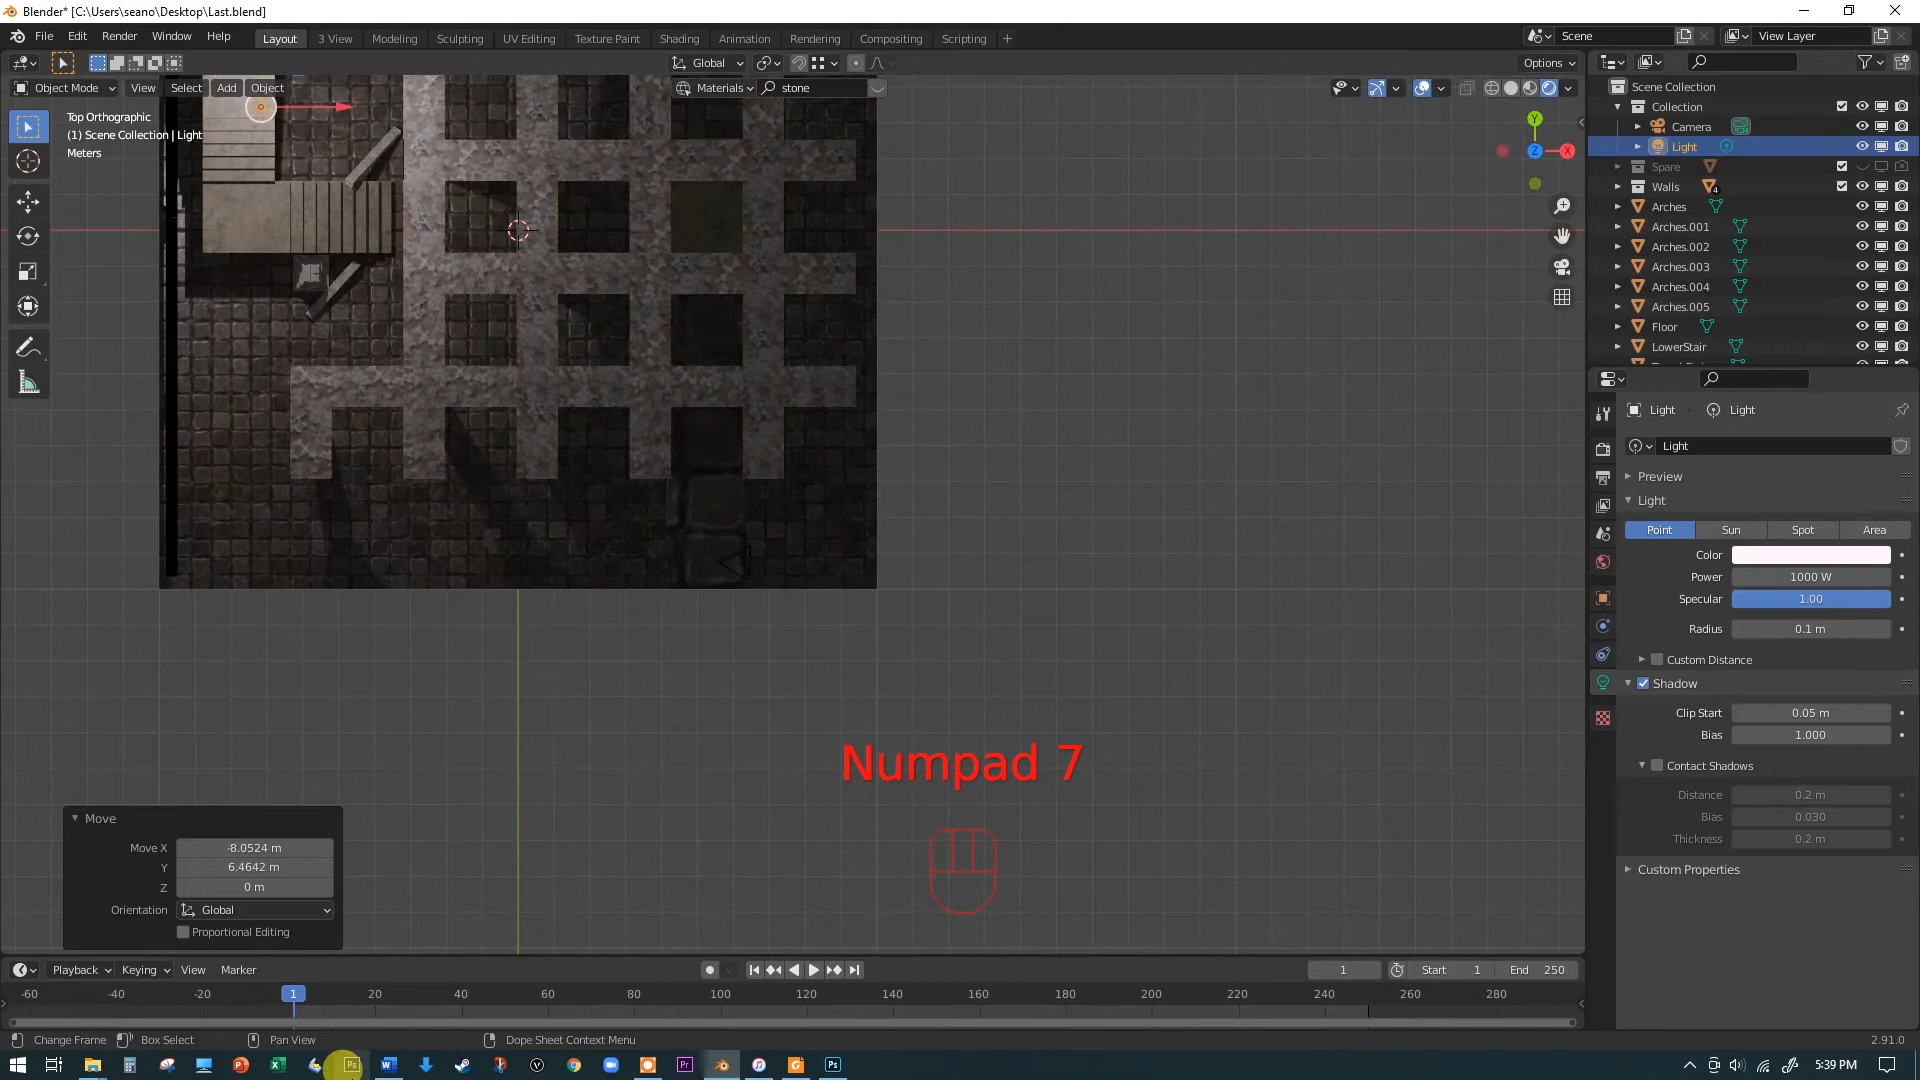 Blender* [C:\Users\seano\Desktop\Last.blend]
File Edit Render Window Help Layout 3 View Modeling Sculpting UV Editing Texture Paint Shading Animation Rendering Compositing Scripting + Scene View Layer
Global Options
Object Mode View Select Add Object Materials stone
Top Orthographic
(1) Scene Collection | Light
Meters
Y
Z X
Scene Collection
Collection
Camera
Light
Spare
Walls 4
Arches
Arches.001
Arches.002
Arches.003
Arches.004
Arches.005
Floor
LowerStair
Light Light
Light
Preview
Light
Point Sun Spot Area
Color
Power 1000 W
Specular 1.00
Radius 0.1 m
Custom Distance
Shadow
Clip Start 0.05 m
Bias 1.000
Contact Shadows
Distance 0.2 m
Bias 0.030
Thickness 0.2 m
Custom Properties
Numpad 7
Move
Move X -8.0524 m
Y 6.4642 m
Z 0 m
Orientation Global
Proportional Editing
Playback Keying View Marker 1 Start 1 End 250
-60 -40 -20 1 20 40 60 80 100 120 140 160 180 200 220 240 260 280
Change Frame Box Select Pan View Dope Sheet Context Menu 2.91.0
Ps Pr Ps 5:39 PM